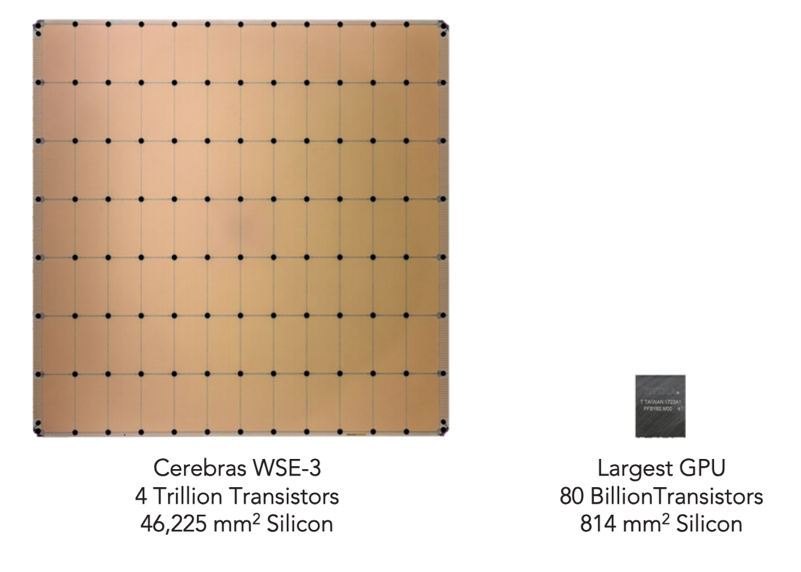 Cerebras WSE-3
4 Trillion Transistors
46,225 mm² Silicon
Largest GPU
80 BillionTransistors
814 mm² Silicon